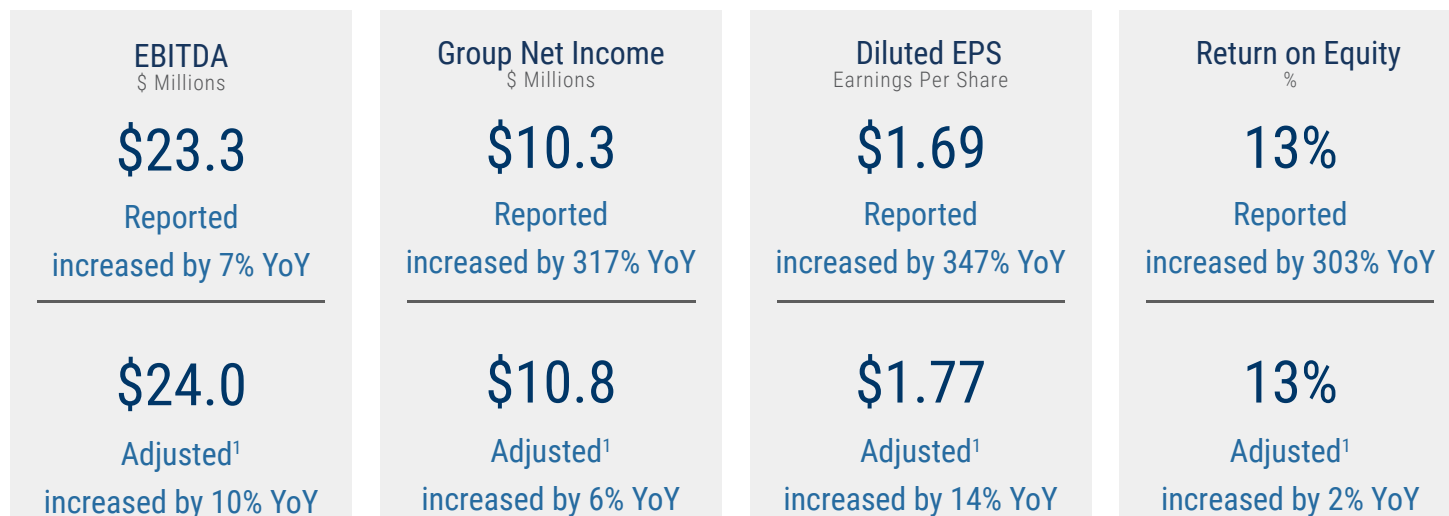 EBITDA
$ Millions
$23.3
Reported
increased by 7% YoY
$24.0
Adjusted¹
increased by 10% YoY
Group Net Income
$ Millions
$10.3
Reported
increased by 317% YoY
$10.8
Adjusted¹
increased by 6% YoY
Diluted EPS
Earnings Per Share
$1.69
Reported
increased by 347% YoY
$1.77
Adjusted¹
increased by 14% YoY
Return on Equity
%
13%
Reported
increased by 303% YoY
13%
Adjusted¹
increased by 2% YoY